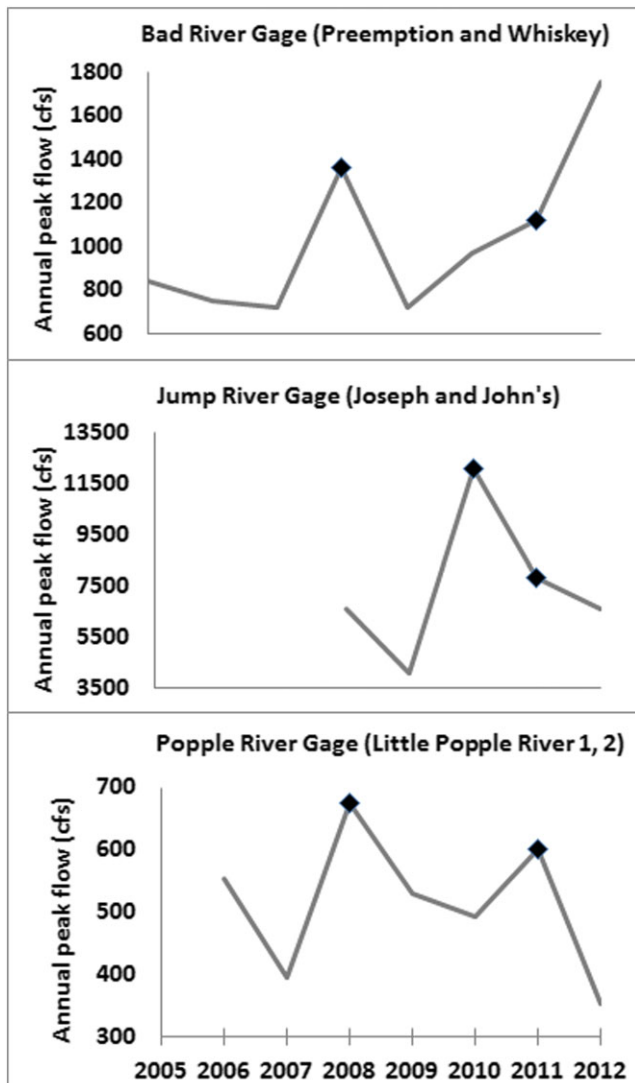 Bad River Gage (Preemption and Whiskey)
Annual peak flow (cfs)
1800
1600
1400
1200
1000
800
600
Jump River Gage (Joseph and John's)
Annual peak flow (cfs)
13500
11500
9500
7500
5500
3500
Popple River Gage (Little Popple River 1, 2)
Annual peak flow (cfs)
700
600
500
400
300
2005 2006 2007 2008 2009 2010 2011 2012